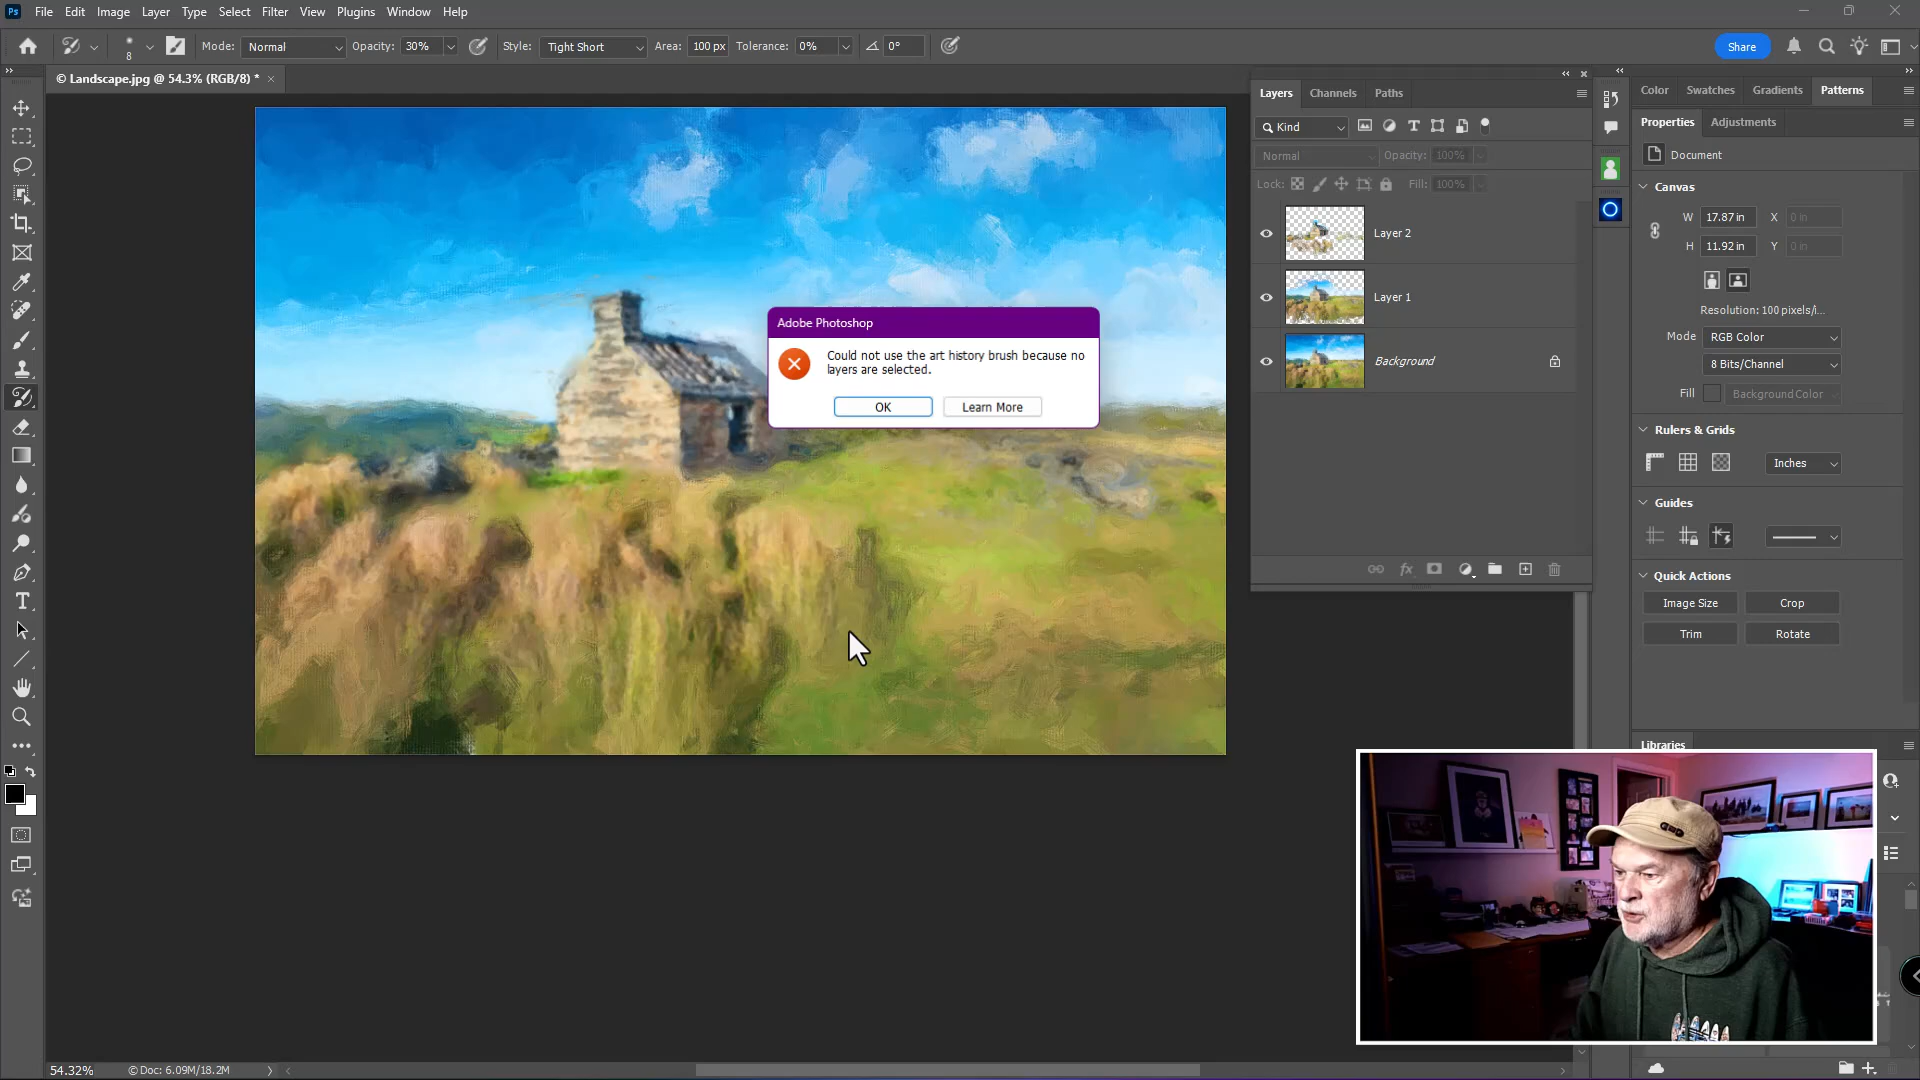 Ps File Edit Image Layer Type Select Filter View Plugins Window Help
8 Mode: Normal Opacity: 30% Style: Tight Short Area: 100 px Tolerance: 0% 0° Share
© Landscape.jpg @ 54.3% (RGB/8) *
Layers Channels Paths
Kind
Normal Opacity: 100%
Lock: Fill: 100%
Layer 2
Layer 1
Background
Color Swatches Gradients Patterns
Properties Adjustments
Document
Canvas
W 17.87 in X 0 in
H 11.92 in Y 0 in
Resolution: 100 pixels/i...
Mode RGB Color
8 Bits/Channel
Fill Background Color
Rulers & Grids
Inches
Guides
Quick Actions
Image Size Crop
Trim Rotate
Libraries
Adobe Photoshop
Could not use the art history brush because no
layers are selected.
OK Learn More
54.32% © Doc: 6.09M/18.2M